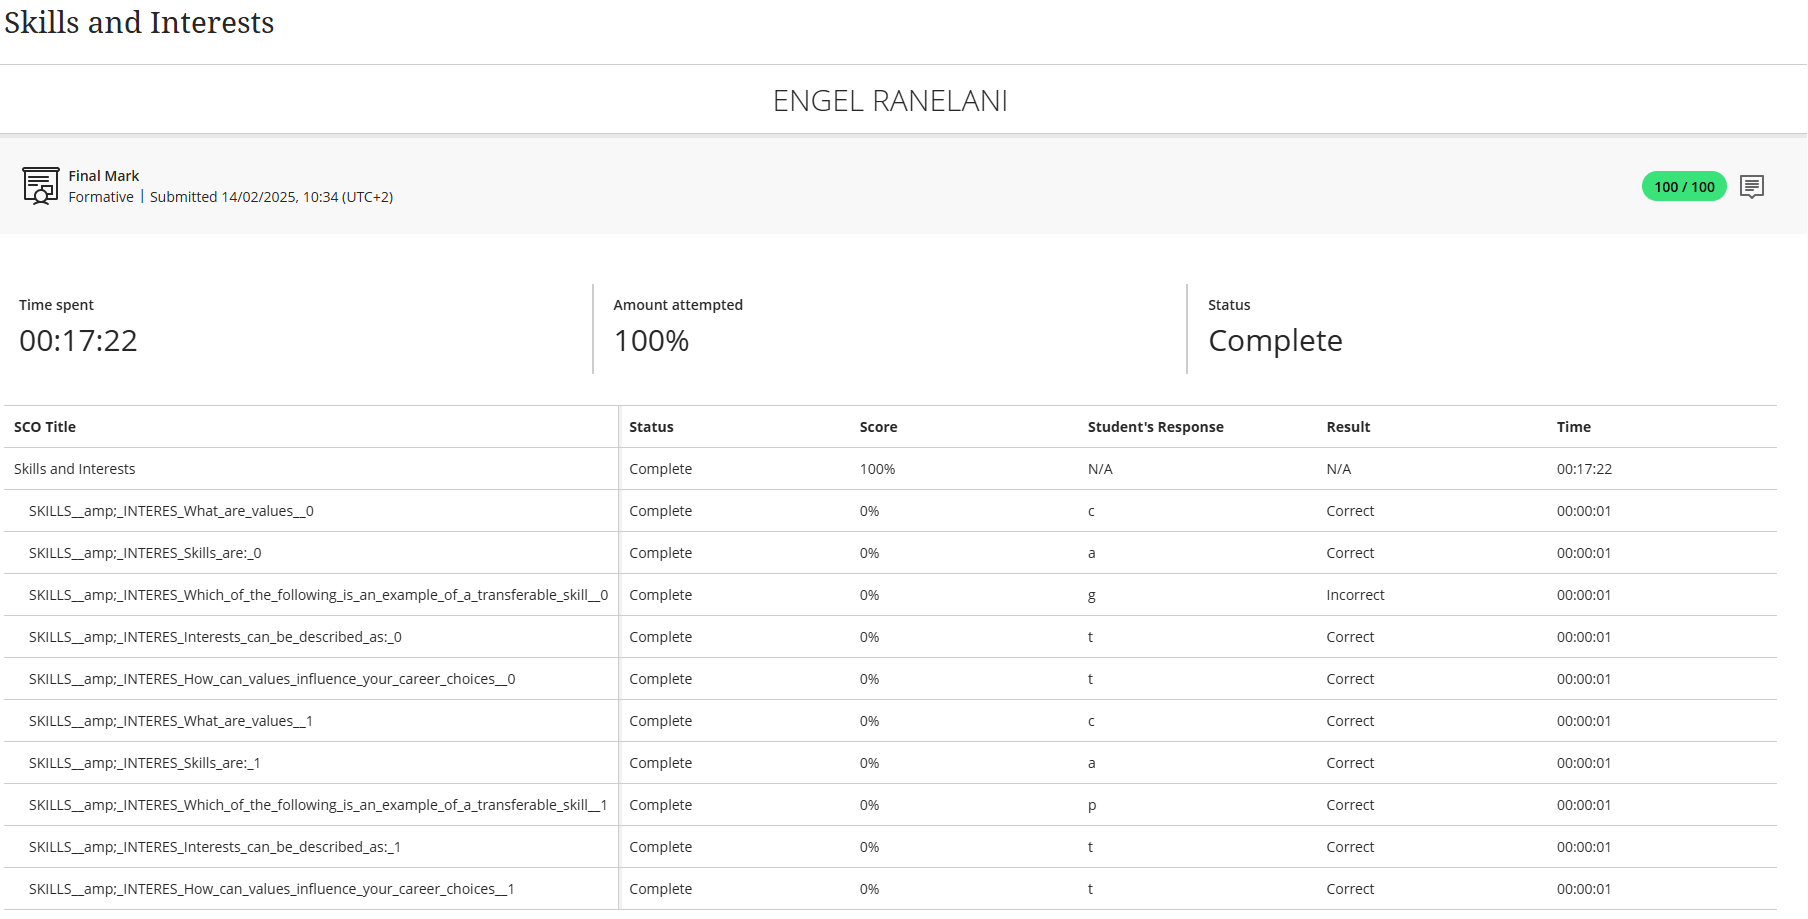 Skills and Interests
ENGEL RANELANI
Final Mark
Formative | Submitted 14/02/2025, 10:34 (UTC+2)
100 / 100
Time spent
00:17:22
Amount attempted
100%
Status
Complete
SCO Title Status Score Student's Response Result Time
Skills and Interests Complete 100% N/A N/A 00:17:22
SKILLS__amp;_INTERES_What_are_values__0 Complete 0% c Correct 00:00:01
SKILLS__amp;_INTERES_Skills_are:_0 Complete 0% a Correct 00:00:01
SKILLS__amp;_INTERES_Which_of_the_following_is_an_example_of_a_transferable_skill__0 Complete 0% g Incorrect 00:00:01
SKILLS__amp;_INTERES_Interests_can_be_described_as:_0 Complete 0% t Correct 00:00:01
SKILLS__amp;_INTERES_How_can_values_influence_your_career_choices__0 Complete 0% t Correct 00:00:01
SKILLS__amp;_INTERES_What_are_values__1 Complete 0% c Correct 00:00:01
SKILLS__amp;_INTERES_Skills_are:_1 Complete 0% a Correct 00:00:01
SKILLS__amp;_INTERES_Which_of_the_following_is_an_example_of_a_transferable_skill__1 Complete 0% p Correct 00:00:01
SKILLS__amp;_INTERES_Interests_can_be_described_as:_1 Complete 0% t Correct 00:00:01
SKILLS__amp;_INTERES_How_can_values_influence_your_career_choices__1 Complete 0% t Correct 00:00:01